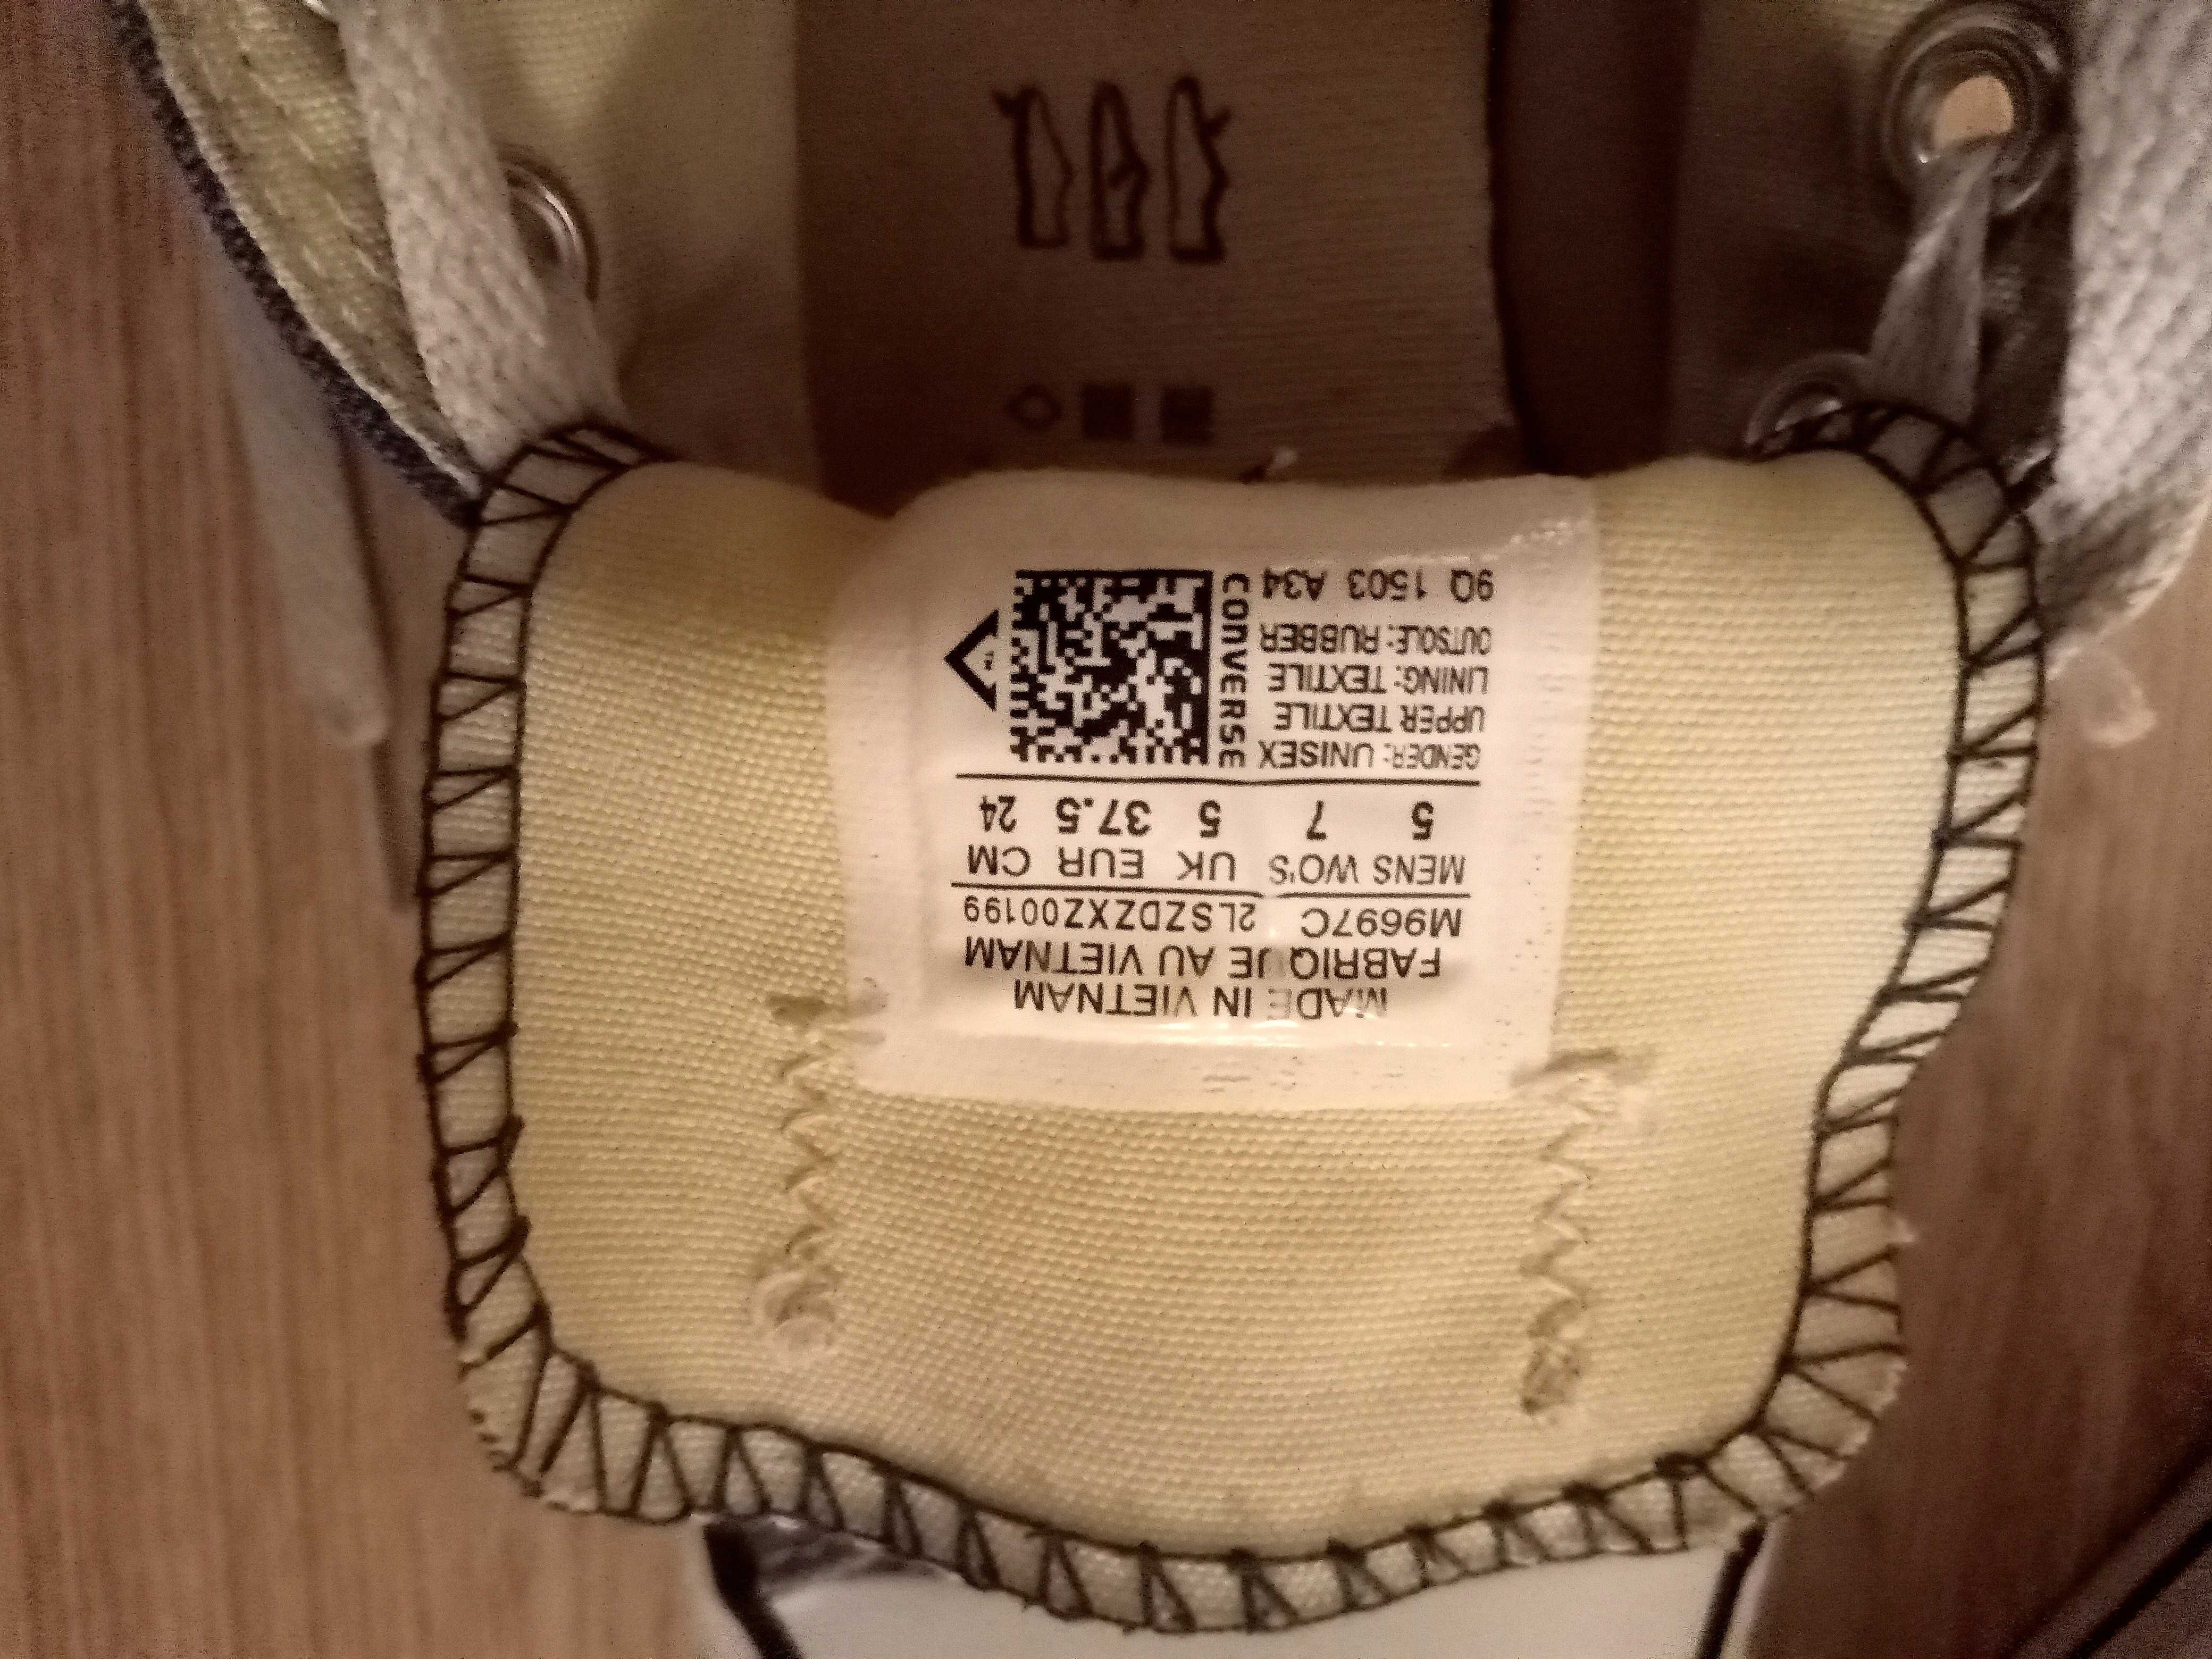 MADE IN VIETNAM
FABRIQUE AU VIETNAM
M9697C 2LSZDZXZ00199
MENS WO'S UK EUR CM
5 7 5 37.5 24
GENDER: UNISEX
UPPER TEXTILE
LINING: TEXTILE
OUTSOLE: RUBBER
9Q 1503 A34
CONVERSE